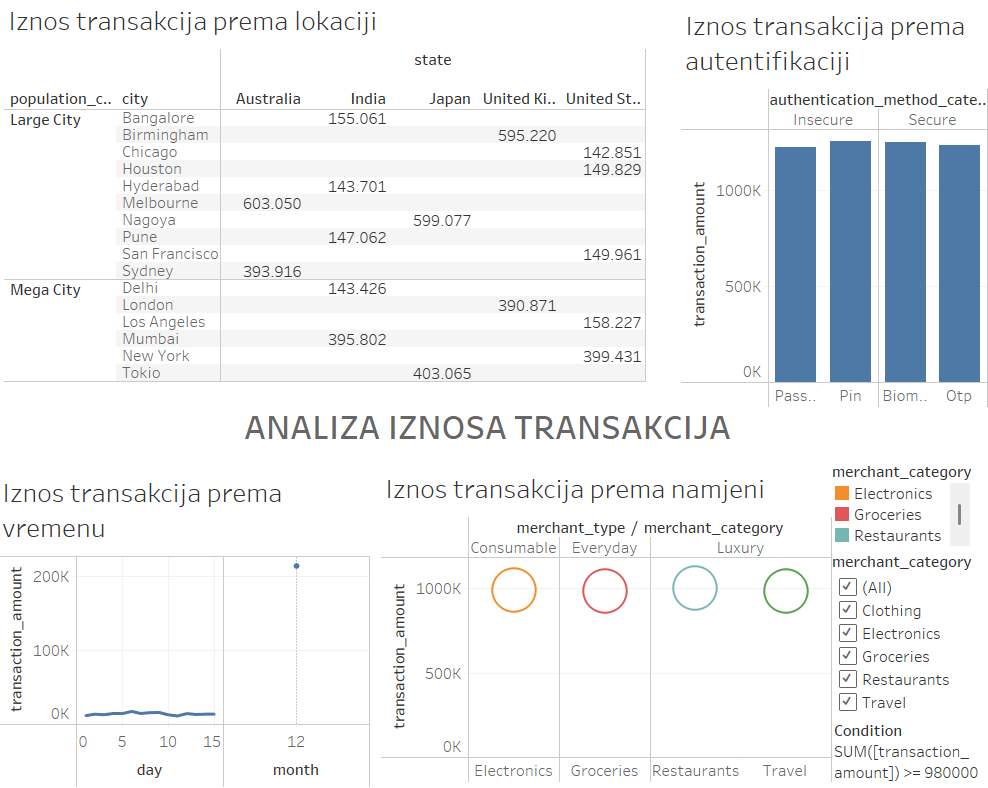 Iznos transakcija prema lokaciji
state
population_c.. city Australia India Japan United Ki.. United St..
Large City Bangalore 155.061
Birmingham 595.220
Chicago 142.851
Houston 149.829
Hyderabad 143.701
Melbourne 603.050
Nagoya 599.077
Pune 147.062
San Francisco 149.961
Sydney 393.916
Mega City Delhi 143.426
London 390.871
Los Angeles 158.227
Mumbai 395.802
New York 399.431
Tokio 403.065
Iznos transakcija prema
autentifikaciji
authentication_method_cate..
Insecure Secure
transaction_amount
1000K
500K
0K
Pass.. Pin Biom.. Otp
ANALIZA IZNOSA TRANSAKCIJA
Iznos transakcija prema
vremenu
transaction_amount
200K
100K
0K
0 5 10 15 12
day month
Iznos transakcija prema namjeni
merchant_type / merchant_category
Consumable Everyday Luxury
transaction_amount
1000K
500K
0K
Electronics Groceries Restaurants Travel
merchant_category
Electronics
Groceries
Restaurants
merchant_category
(All)
Clothing
Electronics
Groceries
Restaurants
Travel
Condition
SUM([transaction_
amount]) >= 980000